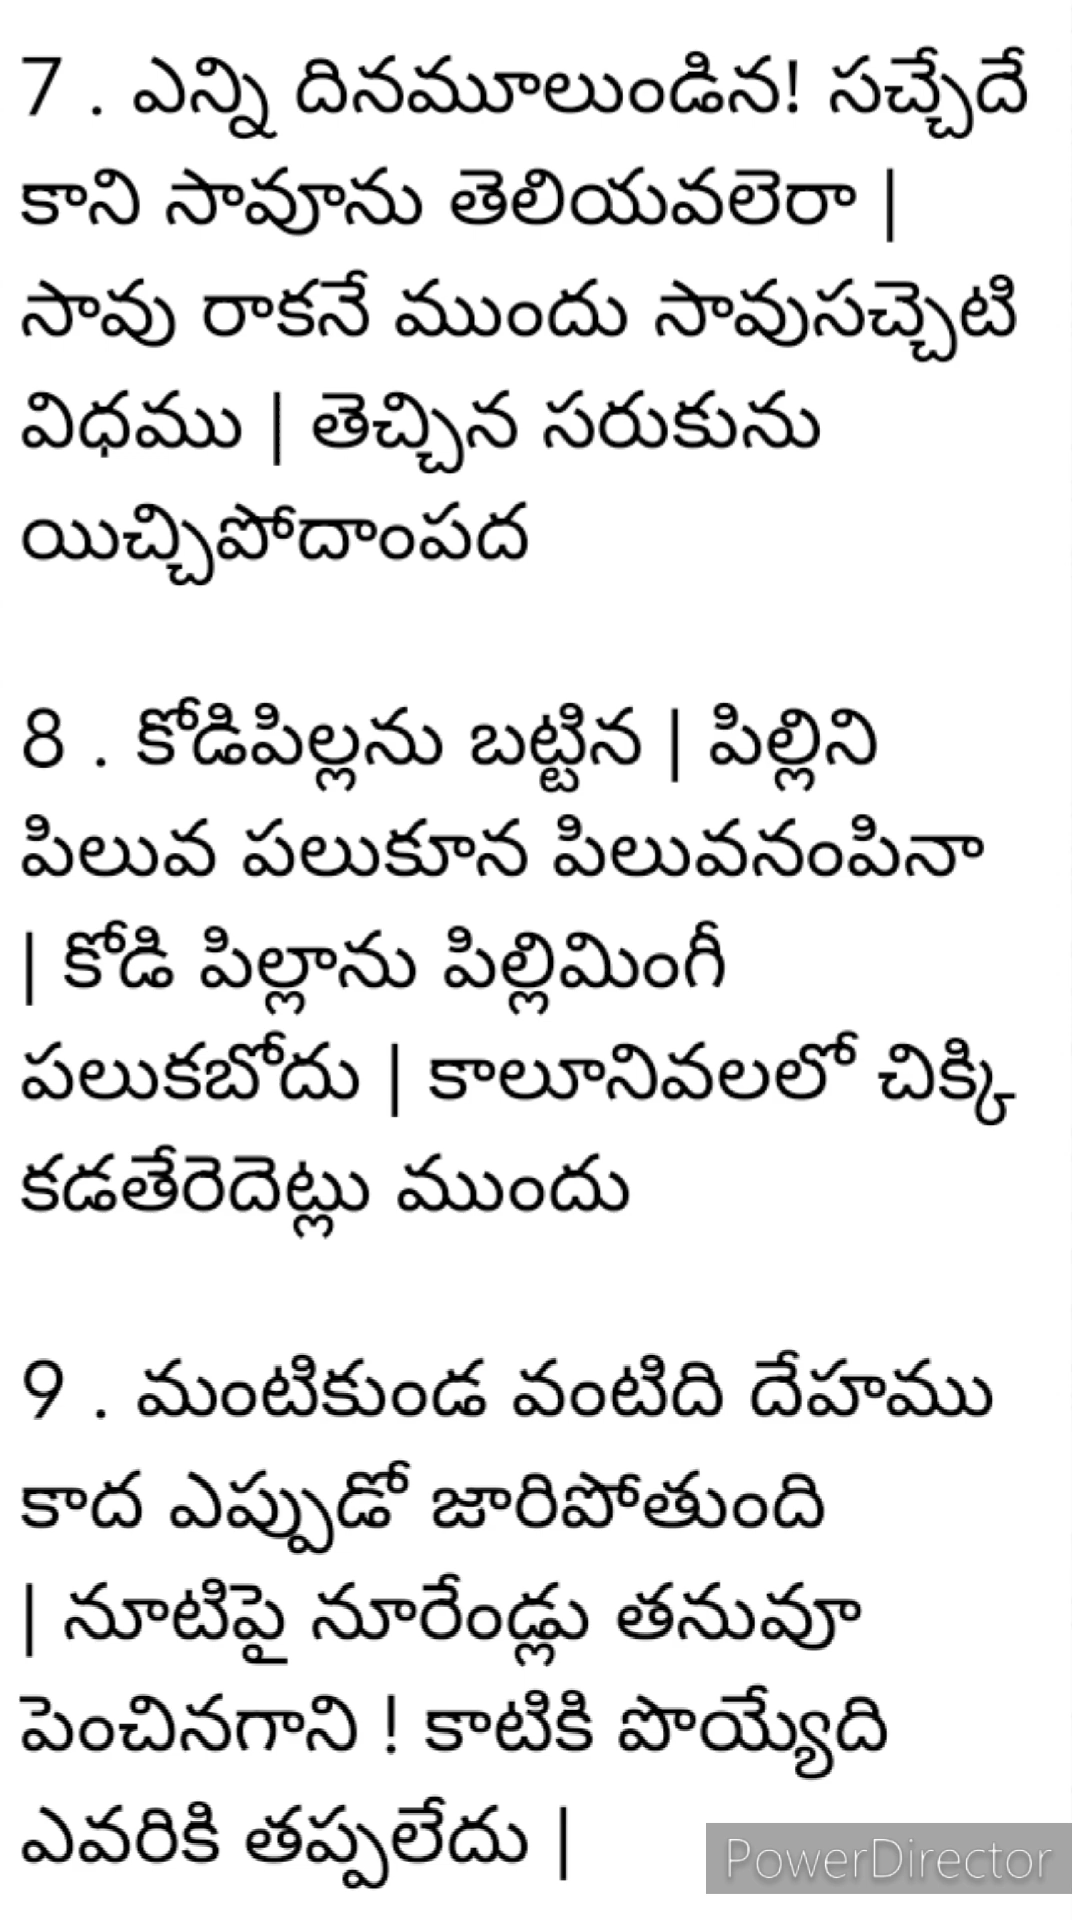 7 . ఎన్ని దినమూలుండిన! సచ్చేదే
కాని సావూను తెలియవలెరా |
సావు రాకనే ముందు సావుసచ్చెటి
విధము | తెచ్చిన సరుకును
యిచ్చిపోదాంపద
8 . కోడిపిల్లను బట్టిన | పిల్లిని
పిలువ పలుకూన పిలువనంపినా
| కోడి పిల్లాను పిల్లిమింగీ
పలుకబోదు | కాలూనివలలో చిక్కి
కడతేరెదెట్లు ముందు
9 . మంటికుండ వంటిది దేహము
కాద ఎప్పుడో జారిపోతుంది
| నూటిపై నూరేండ్లు తనువూ
పెంచినగాని ! కాటికి పొయ్యేది
ఎవరికి తప్పలేదు |
PowerDirector